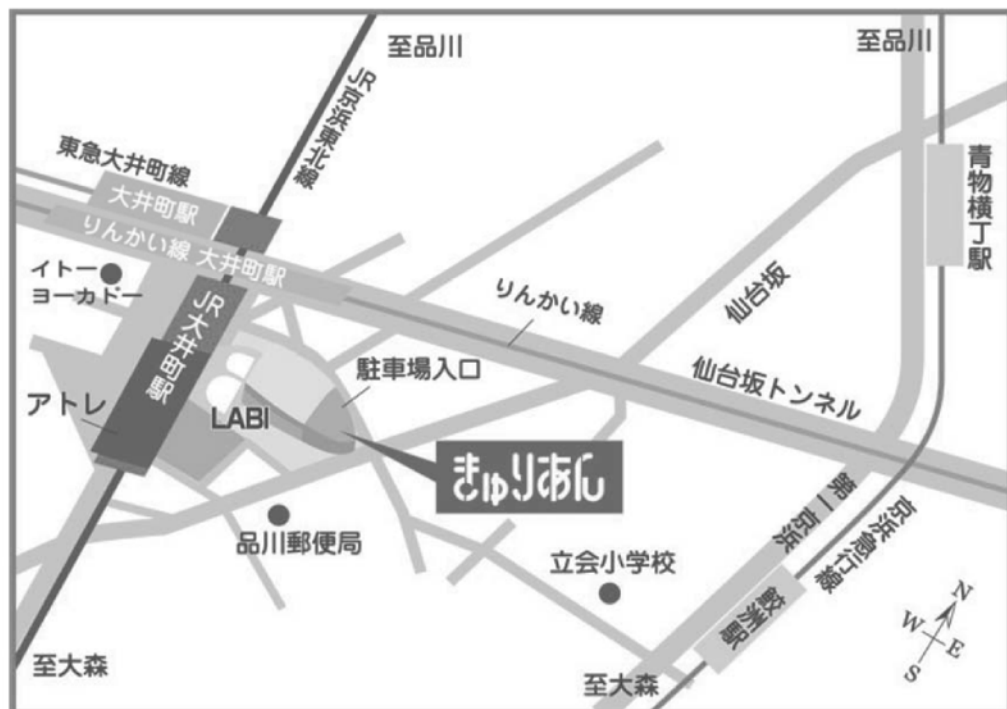 至品川
至品川
JR京浜東北線
東急大井町線
大井町駅
りんかい線 大井町駅
青物横丁駅
イトー
ヨーカドー
JR大井町駅
りんかい線
仙台坂
駐車場入口
仙台坂トンネル
アトレ
LABI
きゅりあん
第一京浜
京浜急行線
品川郵便局
立会小学校
鮫洲駅
N
W
E
S
至大森
至大森